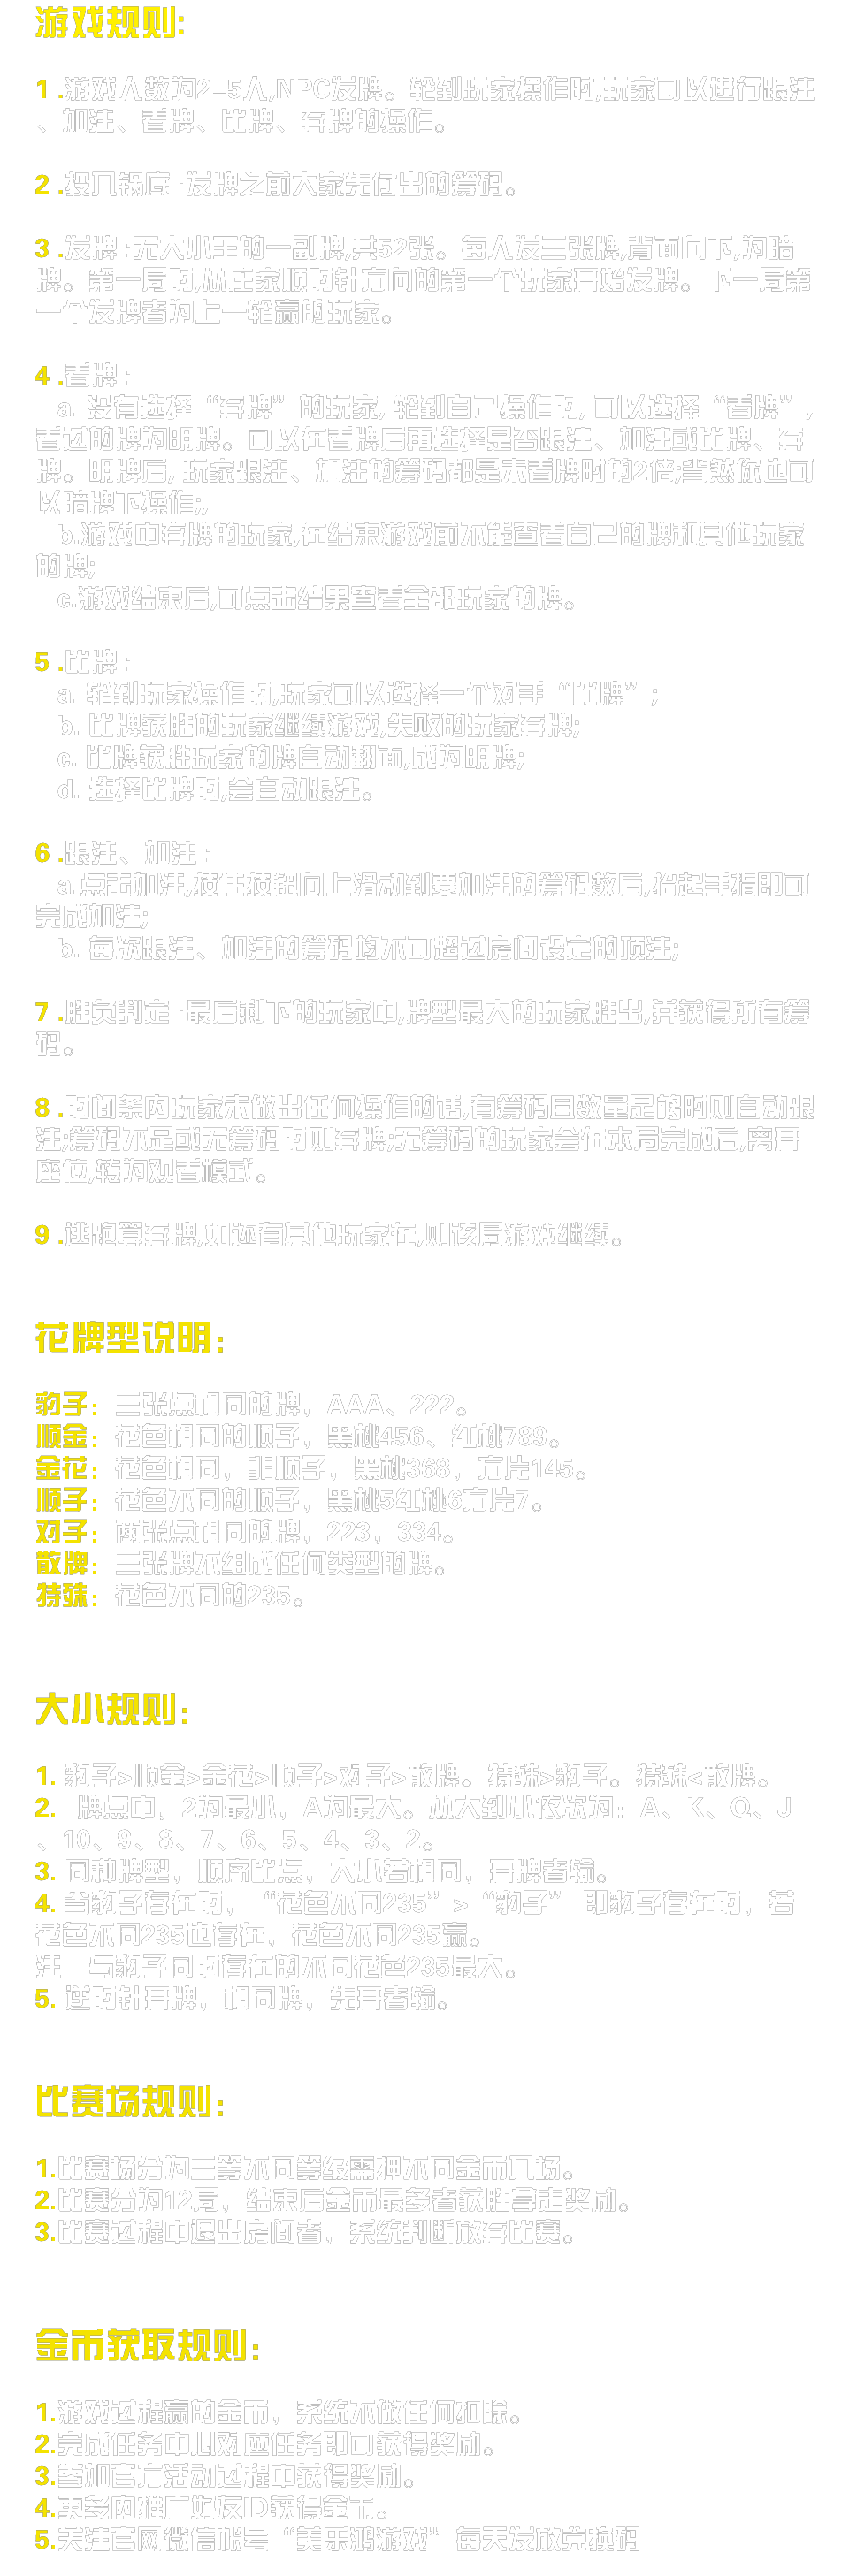 游戏规则:
1 .游戏人数为2-5人,NPC发牌。轮到玩家操作时,玩家可以进行跟注
、加注、看牌、比牌、弃牌的操作。
2 .投入锅底:发牌之前大家先付出的筹码。
3 .发牌:无大小王的一副牌,共52张。每人发三张牌,背面向下,为暗
牌。第一局时,从庄家顺时针方向的第一个玩家开始发牌。下一局第
一个发牌者为上一轮赢的玩家。
4 .看牌:
a. 没有选择“弃牌”的玩家, 轮到自己操作时, 可以选择“看牌”,
看过的牌为明牌。可以在看牌后再选择是否跟注、加注或比牌、弃
牌。明牌后, 玩家跟注、加注的筹码都是未看牌时的2倍;当然你也可
以暗牌下操作;,
b.游戏中弃牌的玩家,在结束游戏前不能查看自己的牌和其他玩家
的牌;
c.游戏结束后,可点击结果查看全部玩家的牌。
5 .比牌:
a. 轮到玩家操作时,玩家可以选择一个对手“比牌”;
b. 比牌获胜的玩家继续游戏,失败的玩家弃牌;
c. 比牌获胜玩家的牌自动翻面,成为明牌;
d. 选择比牌时,会自动跟注。
6 .跟注、加注:
a.点击加注,按住按钮向上滑动到要加注的筹码数后,抬起手指即可
完成加注;
b. 每次跟注、加注的筹码均不可超过房间设定的顶注;
7 .胜负判定:最后剩下的玩家中,牌型最大的玩家胜出,并获得所有筹
码。
8 .时间条内玩家未做出任何操作的话,有筹码且数量足够时则自动跟
注;筹码不足或无筹码时则弃牌;无筹码的玩家会在本局完成后,离开
座位,转为观看模式。
9 .逃跑算弃牌,如还有其他玩家在,则该局游戏继续。
花牌型说明:
豹子: 三张点相同的牌, AAA、222。
顺金: 花色相同的顺子, 黑桃456、红桃789。
金花: 花色相同, 非顺子, 黑桃368, 方片145。
顺子: 花色不同的顺子, 黑桃5红桃6方片7。
对子: 两张点相同的牌, 223, 334。
散牌: 三张牌不组成任何类型的牌。
特殊: 花色不同的235。
大小规则:
1. 豹子>顺金>金花>顺子>对子>散牌。特殊>豹子。特殊<散牌。
2. 牌点中, 2为最小, A为最大。从大到小依次为: A、K、Q、J
、10、9、8、7、6、5、4、3、2。
3. 同种牌型, 顺序比点, 大小若相同, 开牌者输。
4. 当豹子存在时, “花色不同235” > “豹子” 即豹子存在时, 若
花色不同235也存在, 花色不同235赢。
注 与豹子同时存在的不同花色235最大。
5. 逆时针开牌, 相同牌, 先开者输。
比赛场规则:
1.比赛场分为三等不同等级需押不同金币入场。
2.比赛分为12局, 结束后金币最多者获胜拿走奖励。
3.比赛过程中退出房间者, 系统判断放弃比赛。
金币获取规则:
1.游戏过程赢的金币, 系统不做任何扣除。
2.完成任务中心对应任务即可获得奖励。
3.参加官方活动过程中获得奖励。
4.更多内推广好友ID获得金币。
5.关注官网微信账号“美乐鸿游戏”每天发放兑换码